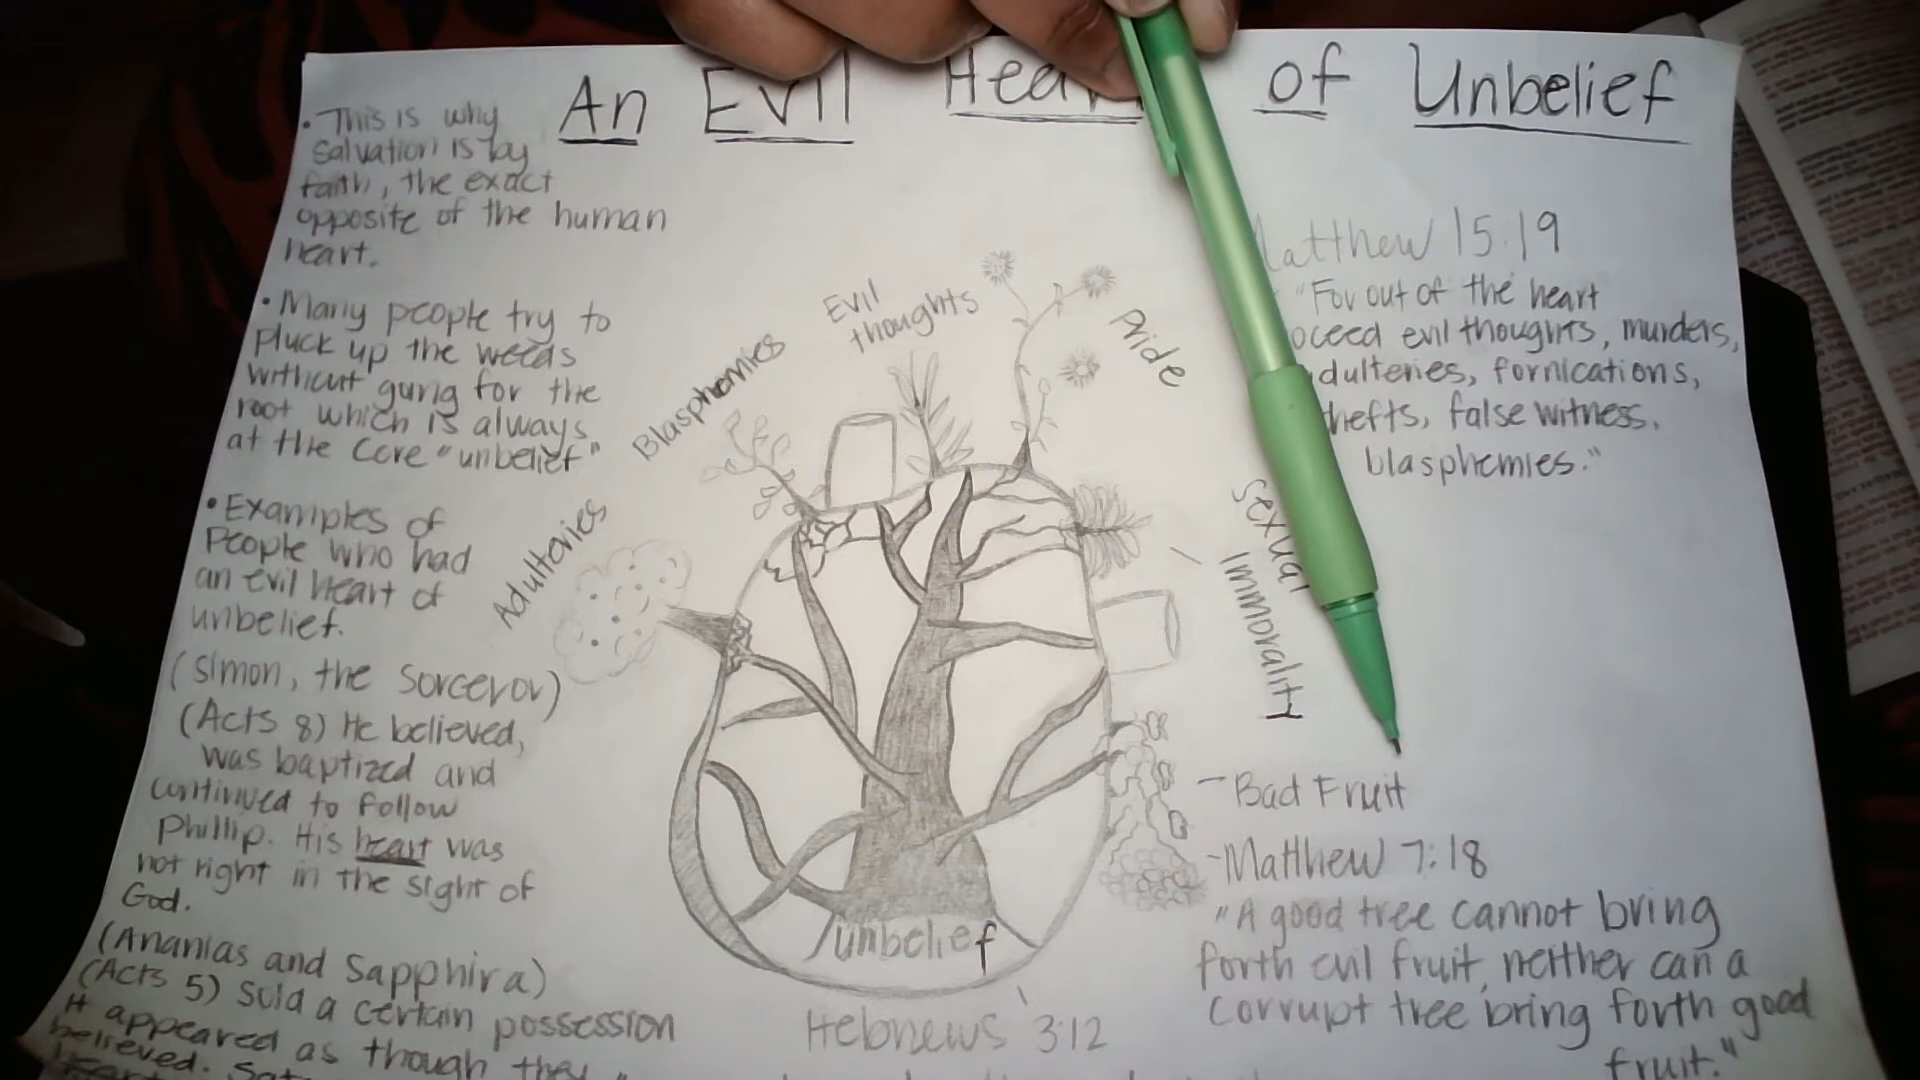 An Evil Hear of Unbelief
• This is why
salvation is by
faith, the exact
opposite of the human
heart.
• Many people try to
pluck up the weeds
without going for the
root which is always
at the core "unbelief"
• Examples of
People who had
an evil heart of
unbelief.
(Simon, the Sorceror)
(Acts 8) He believed,
was baptized and
continued to follow
Phillip. His heart was
not right in the sight of
God.
(Ananias and Sapphira)
(Acts 5) Sold a certain possession
It appeared as though they
believed.
Adulteries
Blasphemies
Evil
thoughts
Pride
Sexual
Immorality
unbelief
Hebrews 3:12
Matthew 15:19
"For out of the heart
oceed evil thoughts, murders,
dulteries, fornications,
thefts, false witness,
blasphemies."
- Bad Fruit
- Matthew 7:18
"A good tree cannot bring
forth evil fruit, neither can a
corrupt tree bring forth good
fruit."